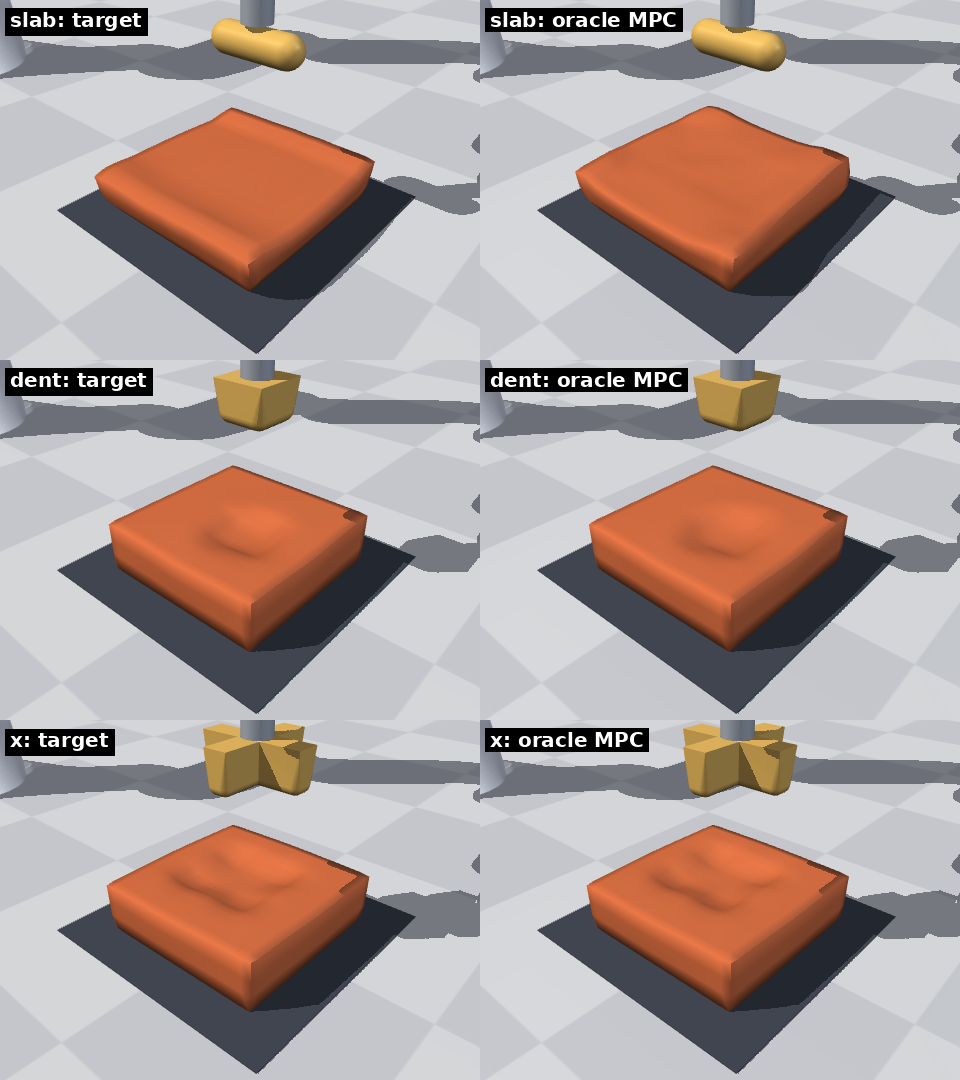 slab: target
slab: oracle MPC
dent: target
dent: oracle MPC
x: target
x: oracle MPC